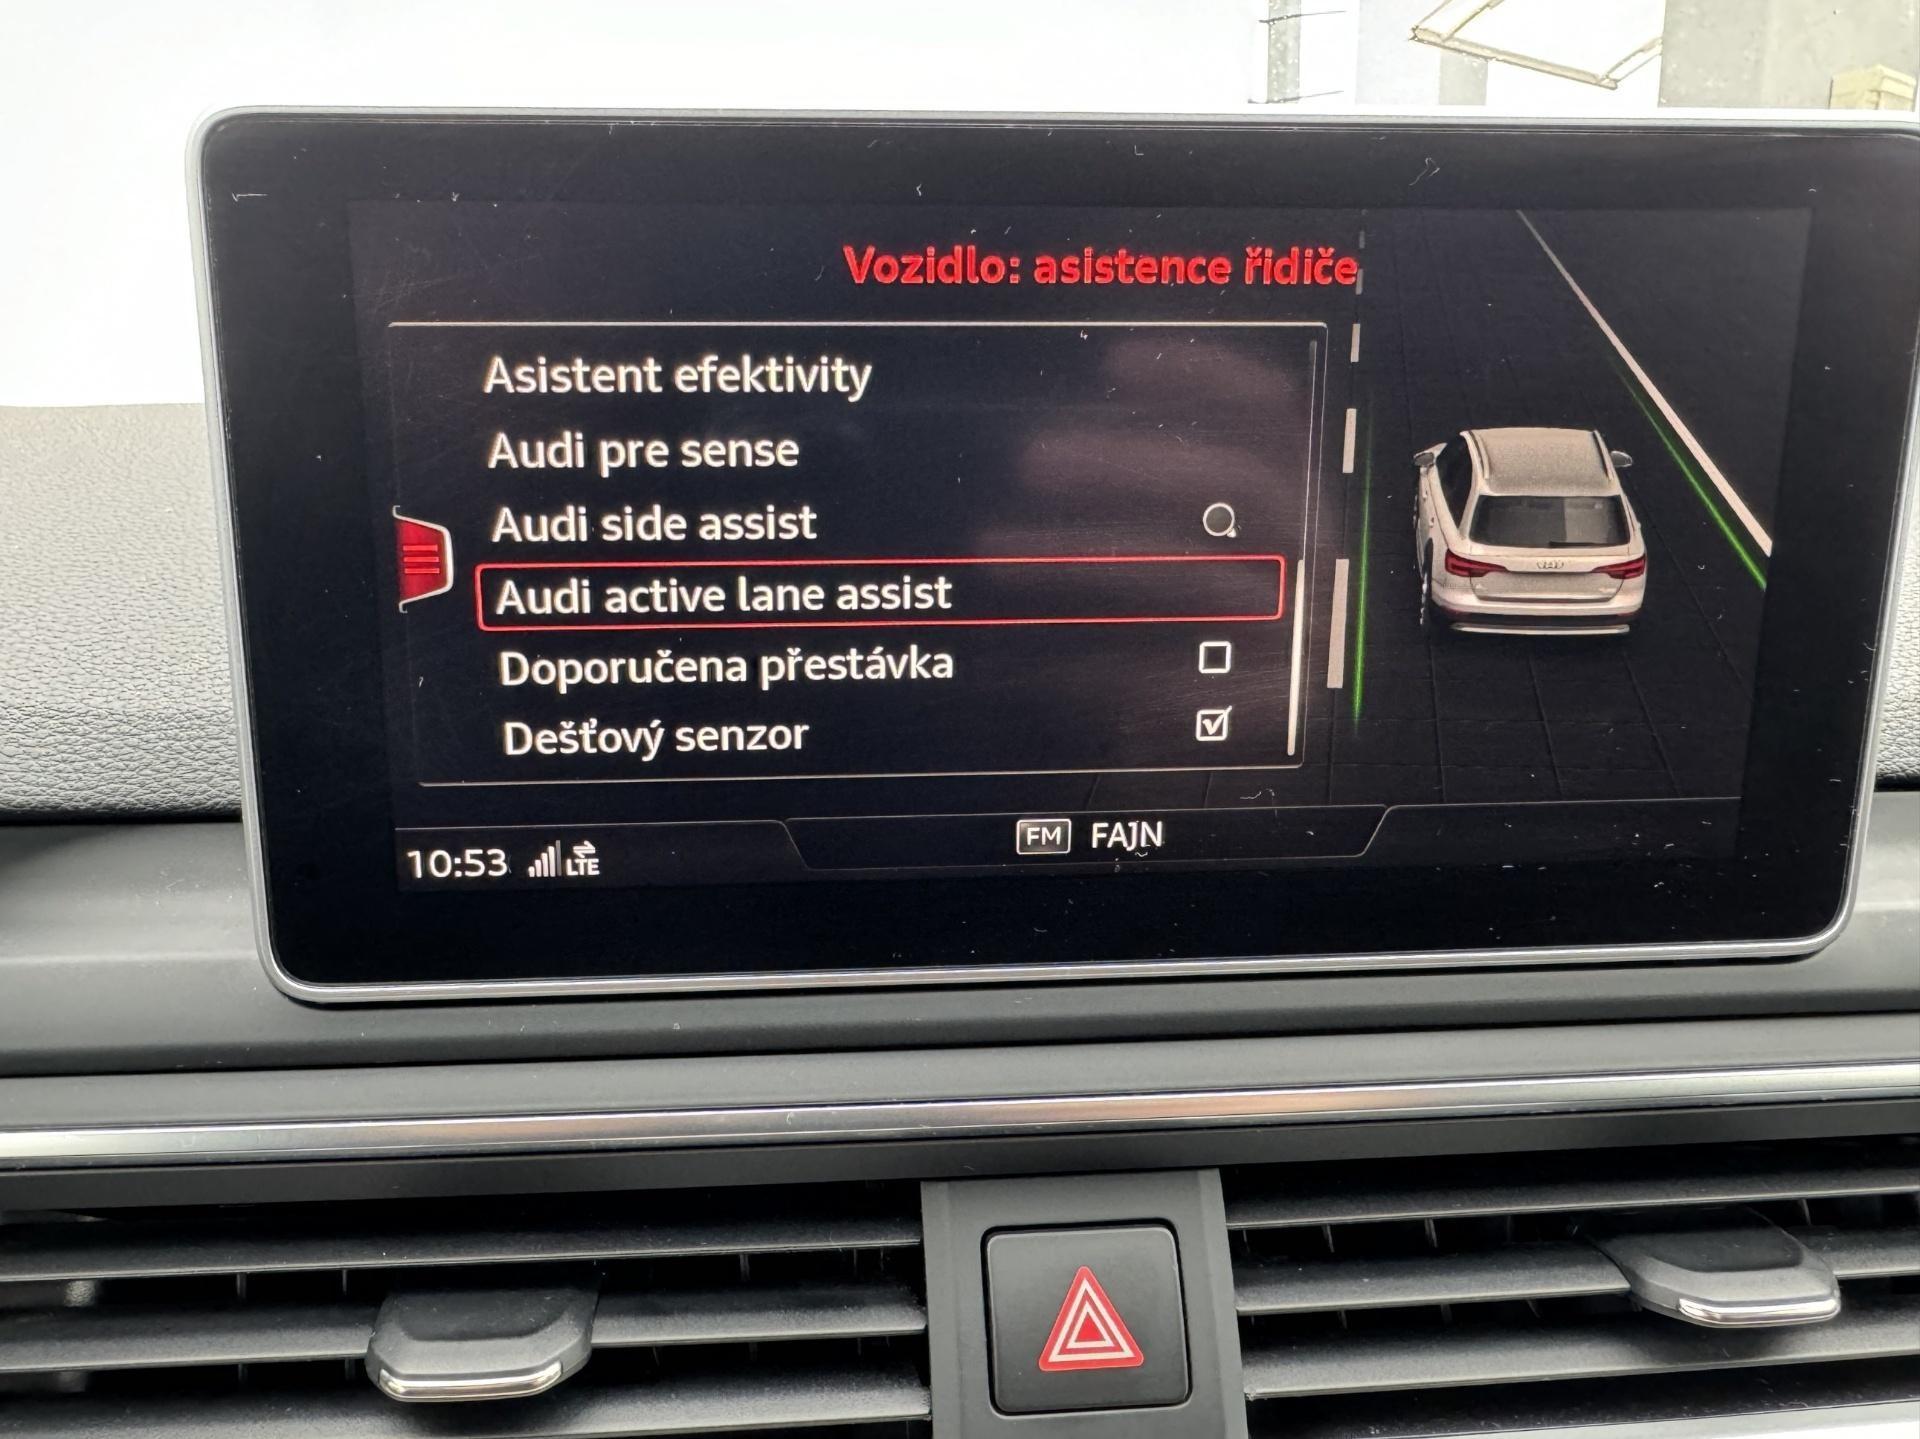 Vozidlo: asistence řidiče
Asistent efektivity
Audi pre sense
Audi side assist
Audi active lane assist
Doporučena přestávka
Dešťový senzor
10:53 LTE
FM FAJN